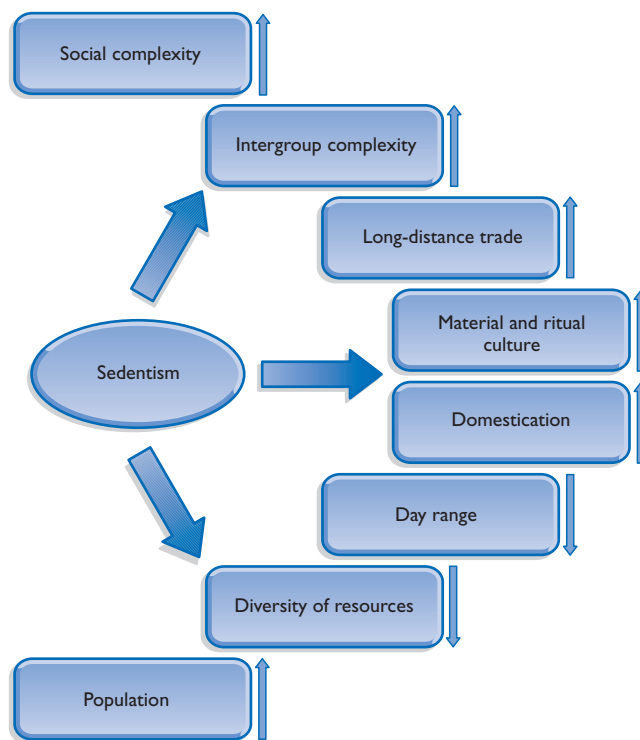 Social complexity
Intergroup complexity
Long-distance trade
Material and ritual
culture
Sedentism
Domestication
Day range
Diversity of resources
Population